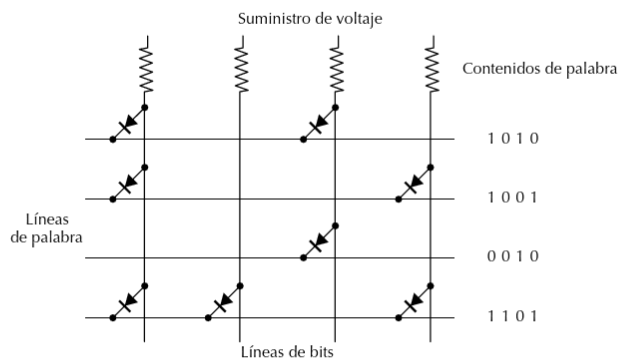 Suministro de voltaje
Contenidos de palabra
1 0 1 0
1 0 0 1
Líneas
de palabra
0 0 1 0
1 1 0 1
Líneas de bits